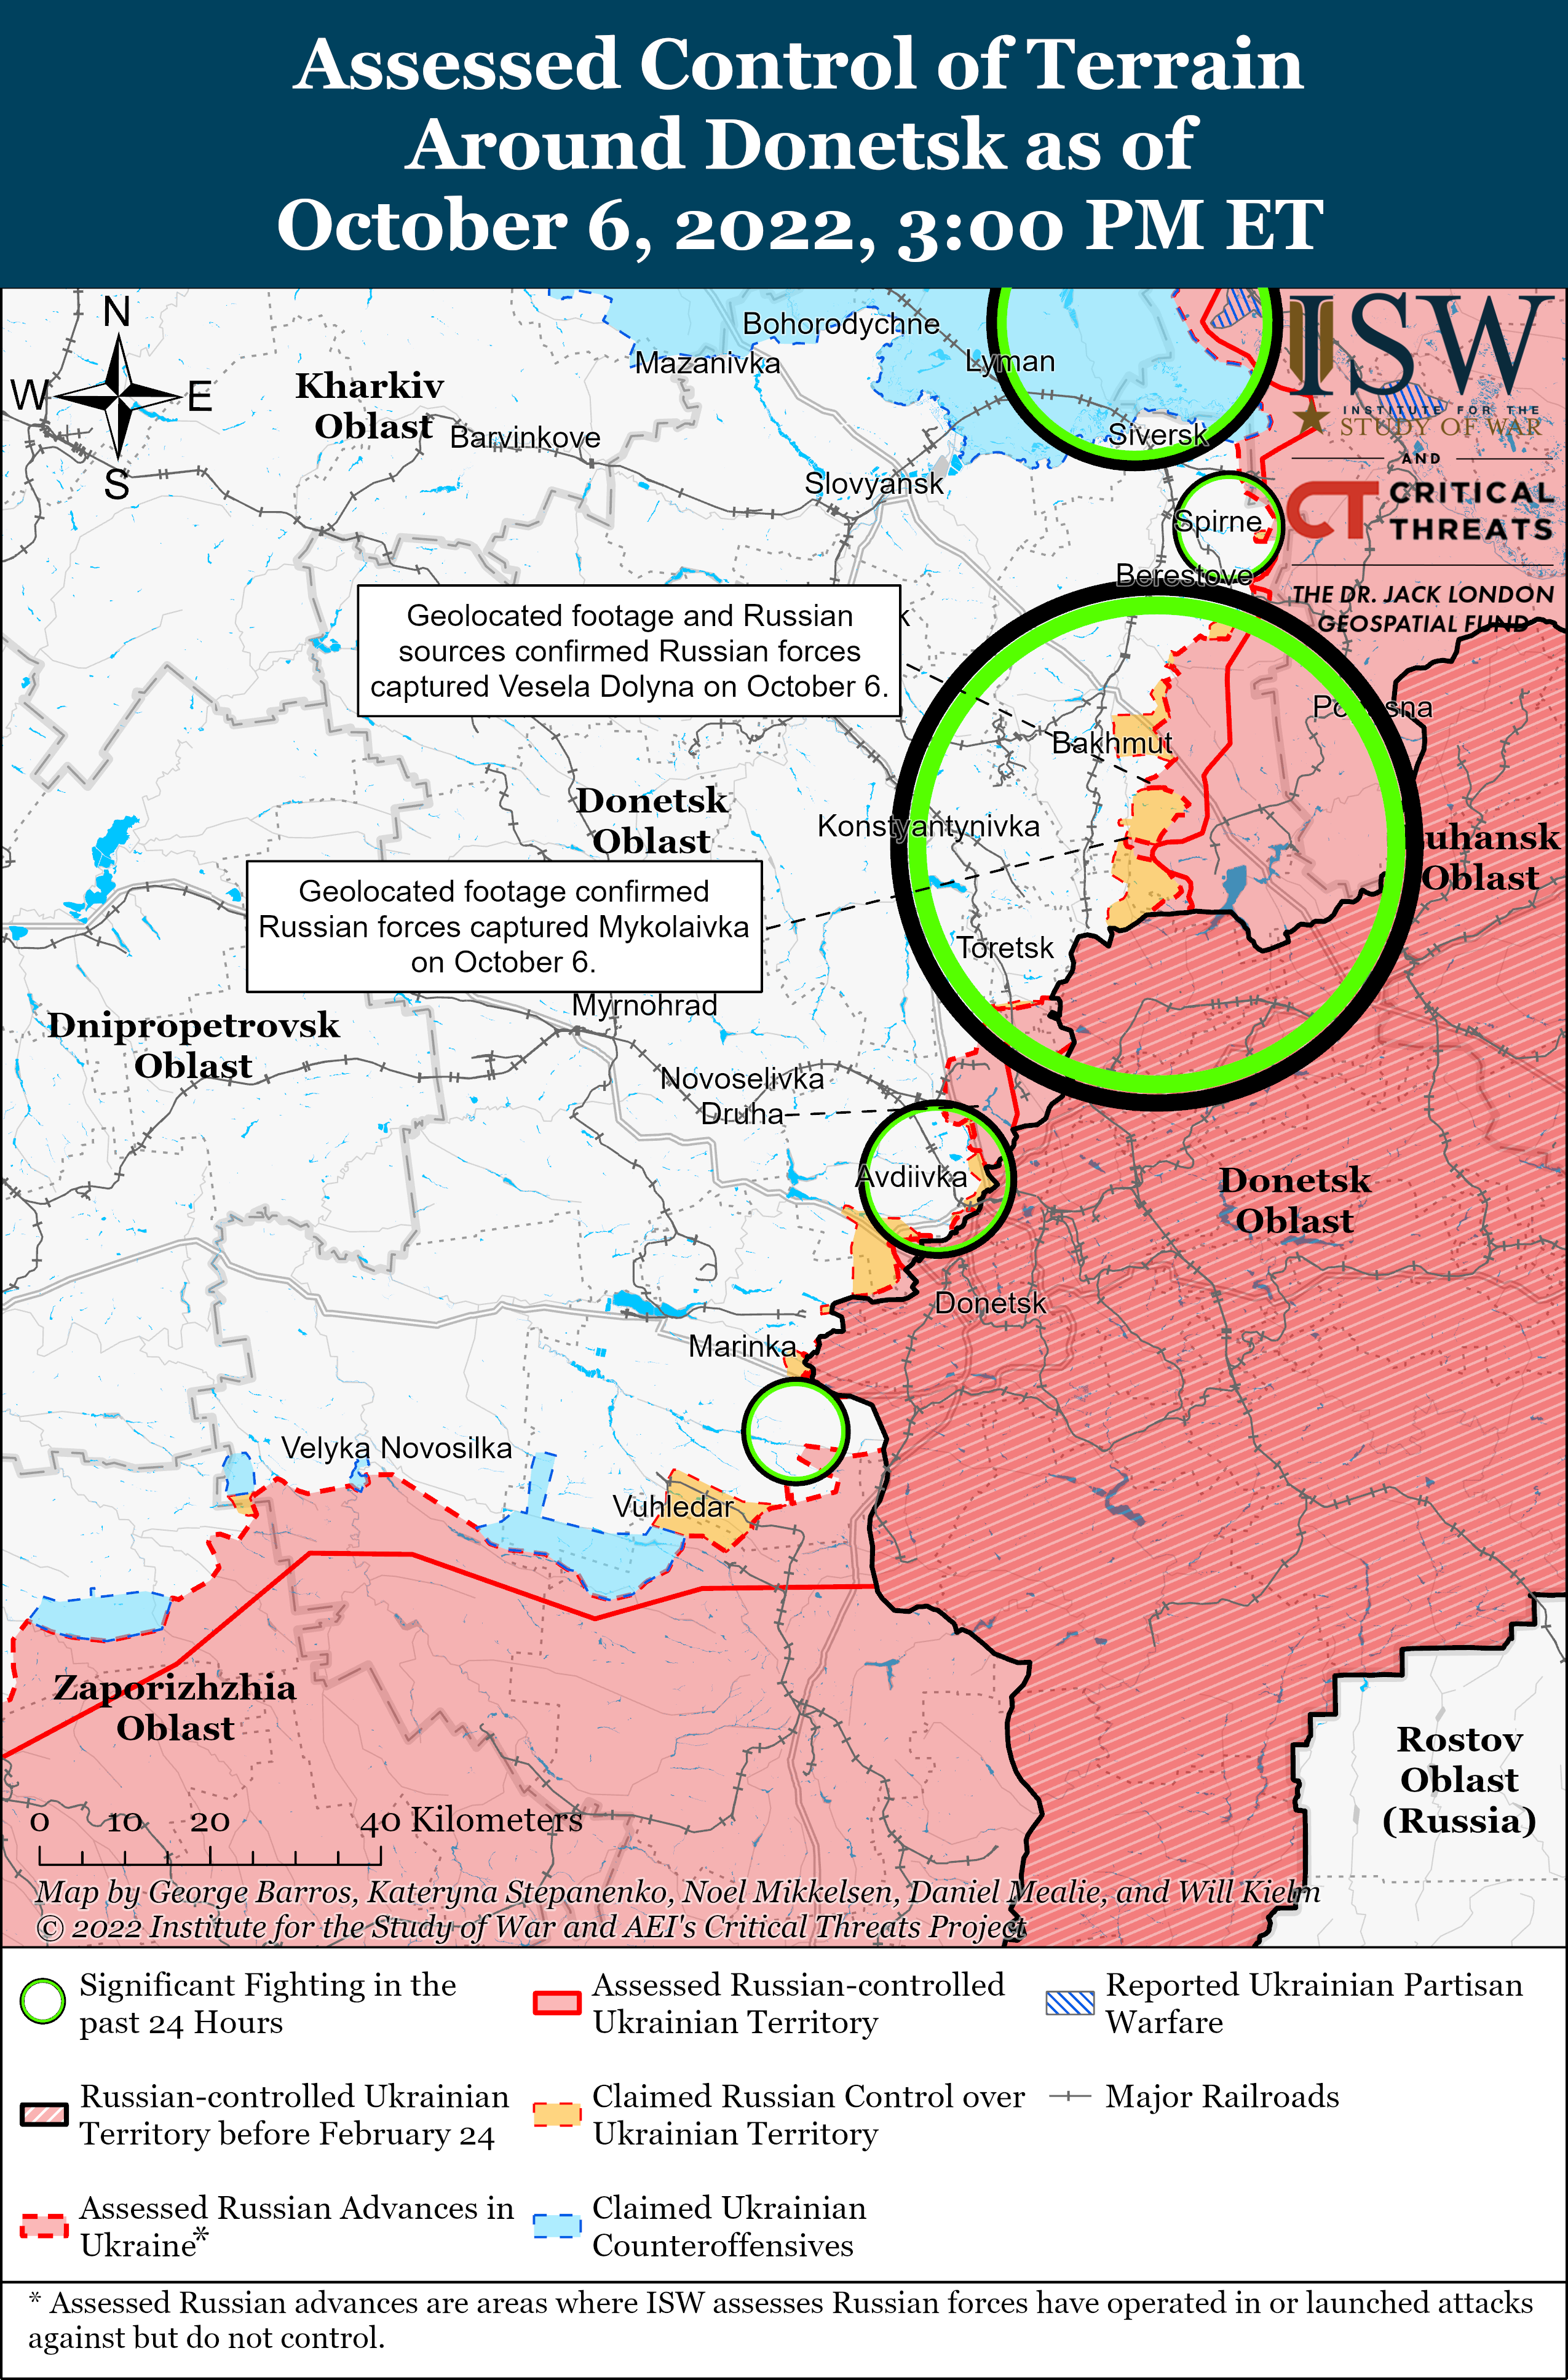 Assessed Control of Terrain
Around Donetsk as of
October 6, 2022, 3:00 PM ET
N
W
E
S
ISW
INSTITUTE FOR THE
STUDY OF WAR
AND
CT CRITICAL
THREATS
THE DR. JACK LONDON
GEOSPATIAL FUND
Bohorodychne
Mazanivka
Lyman
Kharkiv
Oblast
Barvinkove
Siversk
Slovyansk
Spirne
Berestove
Geolocated footage and Russian
sources confirmed Russian forces
captured Vesela Dolyna on October 6.
k
Bakhmut
Donetsk
Oblast
Konstyantynivka
uhansk
Oblast
Geolocated footage confirmed
Russian forces captured Mykolaivka
on October 6.
Toretsk
Myrnohrad
Dnipropetrovsk
Oblast
Novoselivka
Druha
Avdiivka
Donetsk
Oblast
Donetsk
Marinka
Velyka Novosilka
Vuhledar
Zaporizhzhia
Oblast
Rostov
Oblast
(Russia)
0 10 20 40 Kilometers
Map by George Barros, Kateryna Stepanenko, Noel Mikkelsen, Daniel Mealie, and Will Kielm
© 2022 Institute for the Study of War and AEI's Critical Threats Project
Significant Fighting in the
past 24 Hours
Russian-controlled Ukrainian
Territory before February 24
Assessed Russian Advances in
Ukraine*
Assessed Russian-controlled
Ukrainian Territory
Claimed Russian Control over
Ukrainian Territory
Claimed Ukrainian
Counteroffensives
Reported Ukrainian Partisan
Warfare
Major Railroads
* Assessed Russian advances are areas where ISW assesses Russian forces have operated in or launched attacks
against but do not control.